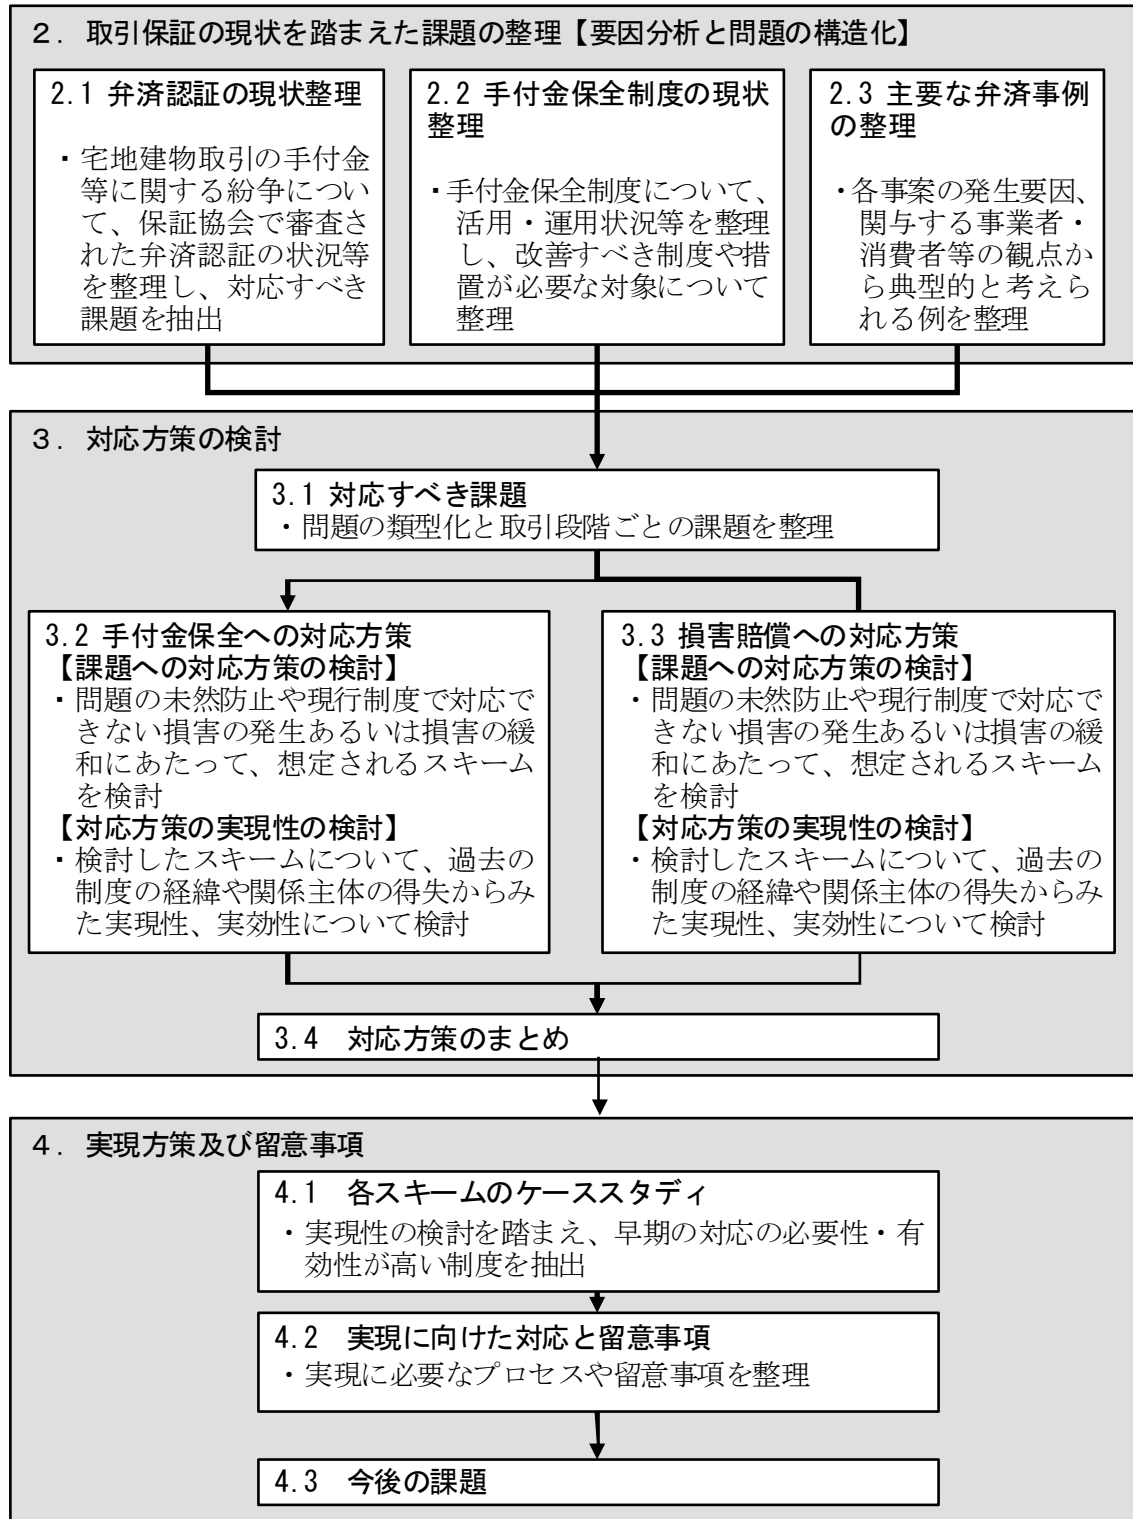 ２．取引保証の現状を踏まえた課題の整理【要因分析と問題の構造化】
2.1 弁済認証の現状整理
・宅地建物取引の手付金
等に関する紛争につい
て、保証協会で審査さ
れた弁済認証の状況等
を整理し、対応すべき
課題を抽出
2.2 手付金保全制度の現状
整理
・手付金保全制度について、
活用・運用状況等を整理
し、改善すべき制度や措
置が必要な対象について
整理
2.3 主要な弁済事例
の整理
・各事案の発生要因、
関与する事業者・
消費者等の観点か
ら典型的と考えら
れる例を整理
３．対応方策の検討
3.1 対応すべき課題
・問題の類型化と取引段階ごとの課題を整理
3.2 手付金保全への対応方策
【課題への対応方策の検討】
・問題の未然防止や現行制度で対応で
きない損害の発生あるいは損害の緩
和にあたって、想定されるスキーム
を検討
【対応方策の実現性の検討】
・検討したスキームについて、過去の
制度の経緯や関係主体の得失からみ
た実現性、実効性について検討
3.3 損害賠償への対応方策
【課題への対応方策の検討】
・問題の未然防止や現行制度で対応で
きない損害の発生あるいは損害の緩
和にあたって、想定されるスキーム
を検討
【対応方策の実現性の検討】
・検討したスキームについて、過去の
制度の経緯や関係主体の得失からみ
た実現性、実効性について検討
3.4　対応方策のまとめ
４．実現方策及び留意事項
4.1　各スキームのケーススタディ
・実現性の検討を踏まえ、早期の対応の必要性・有
効性が高い制度を抽出
4.2　実現に向けた対応と留意事項
・実現に必要なプロセスや留意事項を整理
4.3　今後の課題